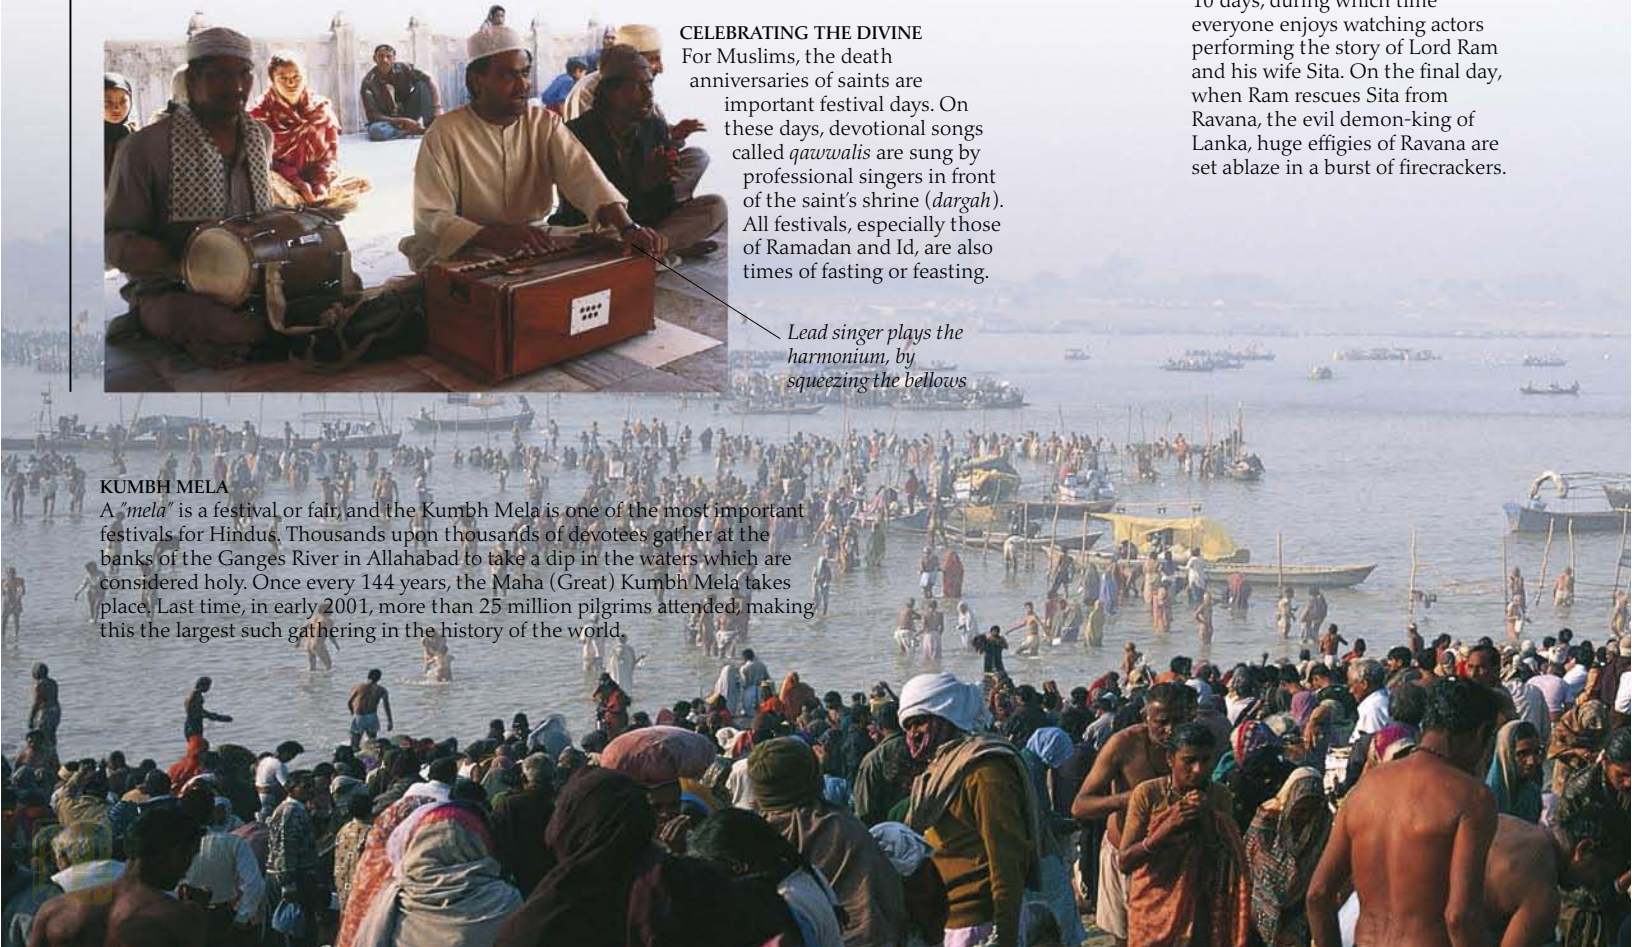 CELEBRATING THE DIVINE
For Muslims, the death
anniversaries of saints are
important festival days. On
these days, devotional songs
called qawwalis are sung by
professional singers in front
of the saint's shrine (dargah).
All festivals, especially those
of Ramadan and Id, are also
times of fasting or feasting.
Lead singer plays the
harmonium, by
squeezing the bellows
10 days, during which time
everyone enjoys watching actors
performing the story of Lord Ram
and his wife Sita. On the final day,
when Ram rescues Sita from
Ravana, the evil demon-king of
Lanka, huge effigies of Ravana are
set ablaze in a burst of firecrackers.
KUMBH MELA
A "mela" is a festival or fair, and the Kumbh Mela is one of the most important
festivals for Hindus. Thousands upon thousands of devotees gather at the
banks of the Ganges River in Allahabad to take a dip in the waters which are
considered holy. Once every 144 years, the Maha (Great) Kumbh Mela takes
place. Last time, in early 2001, more than 25 million pilgrims attended, making
this the largest such gathering in the history of the world.